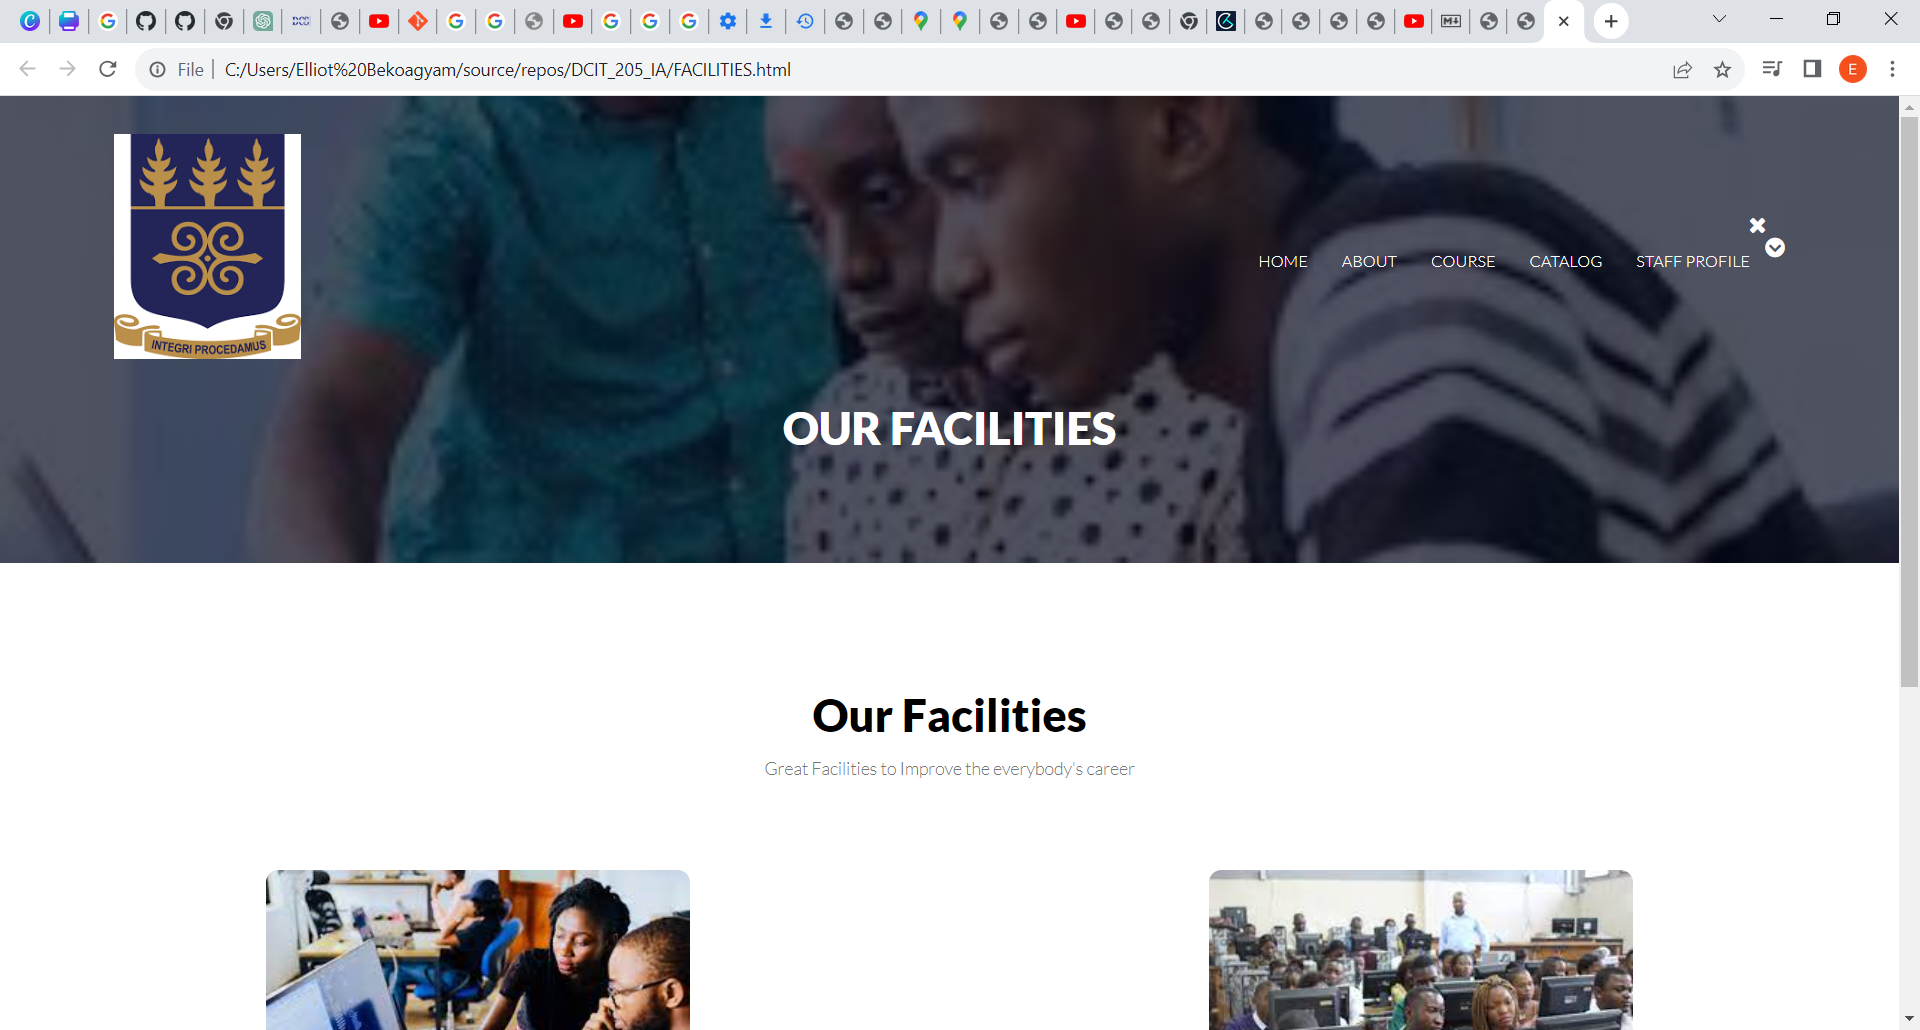 File
C:/Users/Elliot%20Bekoagyam/source/repos/DCIT_205_IA/FACILITIES.html
E
INTEGRI PROCEDAMUS
HOME ABOUT COURSE CATALOG STAFF PROFILE
OUR FACILITIES
Our Facilities
Great Facilities to Improve the everybody's career